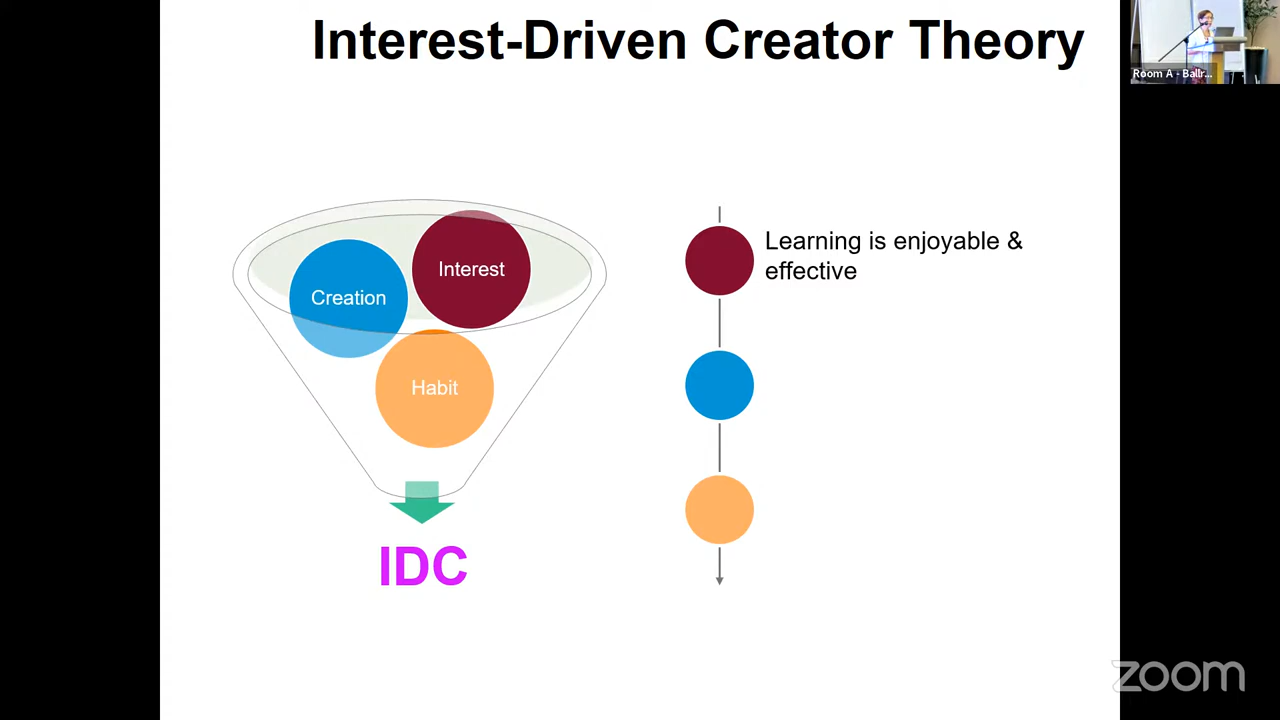 Interest-Driven Creator Theory
Room A - Ballr...
Interest
Creation
Habit
IDC
Learning is enjoyable &
effective
zoom